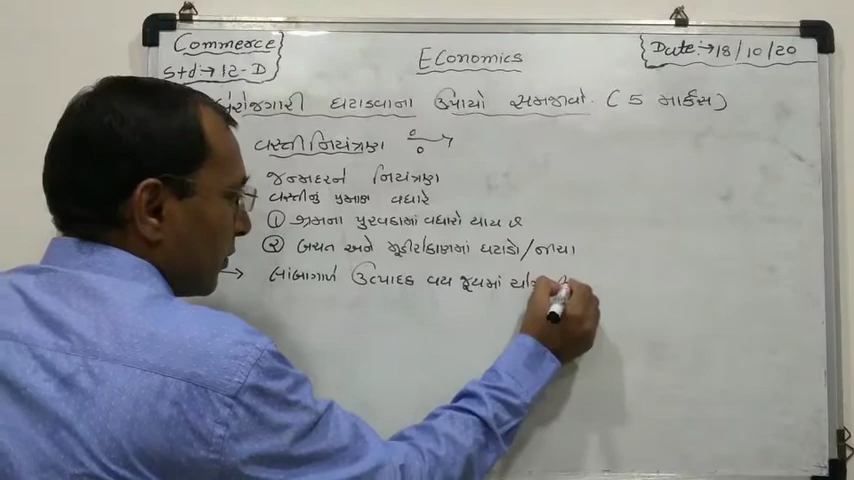 Commerce
Std:→12-D
Economics
Date:→18/10/20
બેરોજગારી ઘટાડવાના ઉપાયો સમજાવો. (5 માર્કસ)
વસ્તી નિયંત્રણ
જન્મદરનં નિયંત્રણ
વસ્તીનું પ્રમાણ વધારે
① શ્રમના પુરવઠામાં વધારો થાય છે
② બચત અને મૂડીરોકાણમાં ઘટાડો/નીચા
→ લાંબાગાળે ઉત્પાદક વય જૂથમાં